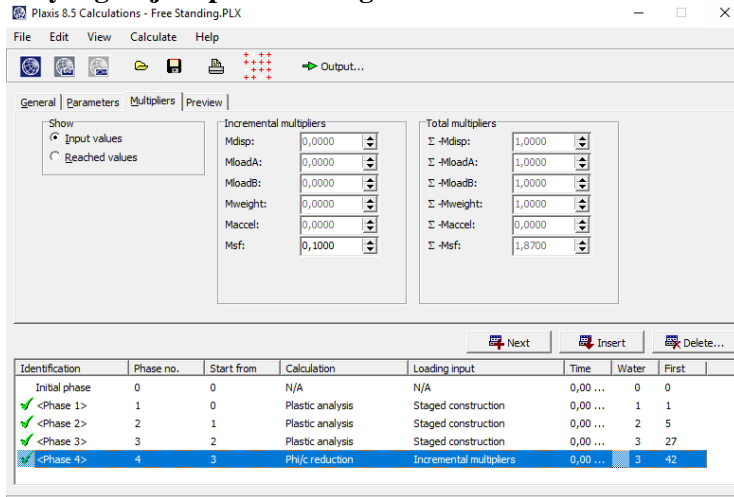 Plaxis 8.5 Calculations - Free Standing.PLX
File Edit View Calculate Help
Output...
General Parameters Multipliers Preview
Show
Input values
Reached values
Incremental multipliers
Mdisp: 0,0000
MloadA: 0,0000
MloadB: 0,0000
Mweight: 0,0000
Maccel: 0,0000
Msf: 0,1000
Total multipliers
Σ -Mdisp: 1,0000
Σ -MloadA: 1,0000
Σ -MloadB: 1,0000
Σ -Mweight: 1,0000
Σ -Maccel: 0,0000
Σ -Msf: 1,8700
Next Insert Delete...
Identification Phase no. Start from Calculation Loading input Time Water First
Initial phase 0 0 N/A N/A 0,00 ... 0 0
<Phase 1> 1 0 Plastic analysis Staged construction 0,00 ... 1 1
<Phase 2> 2 1 Plastic analysis Staged construction 0,00 ... 2 5
<Phase 3> 3 2 Plastic analysis Staged construction 0,00 ... 3 27
<Phase 4> 4 3 Phi/c reduction Incremental multipliers 0,00 ... 3 42